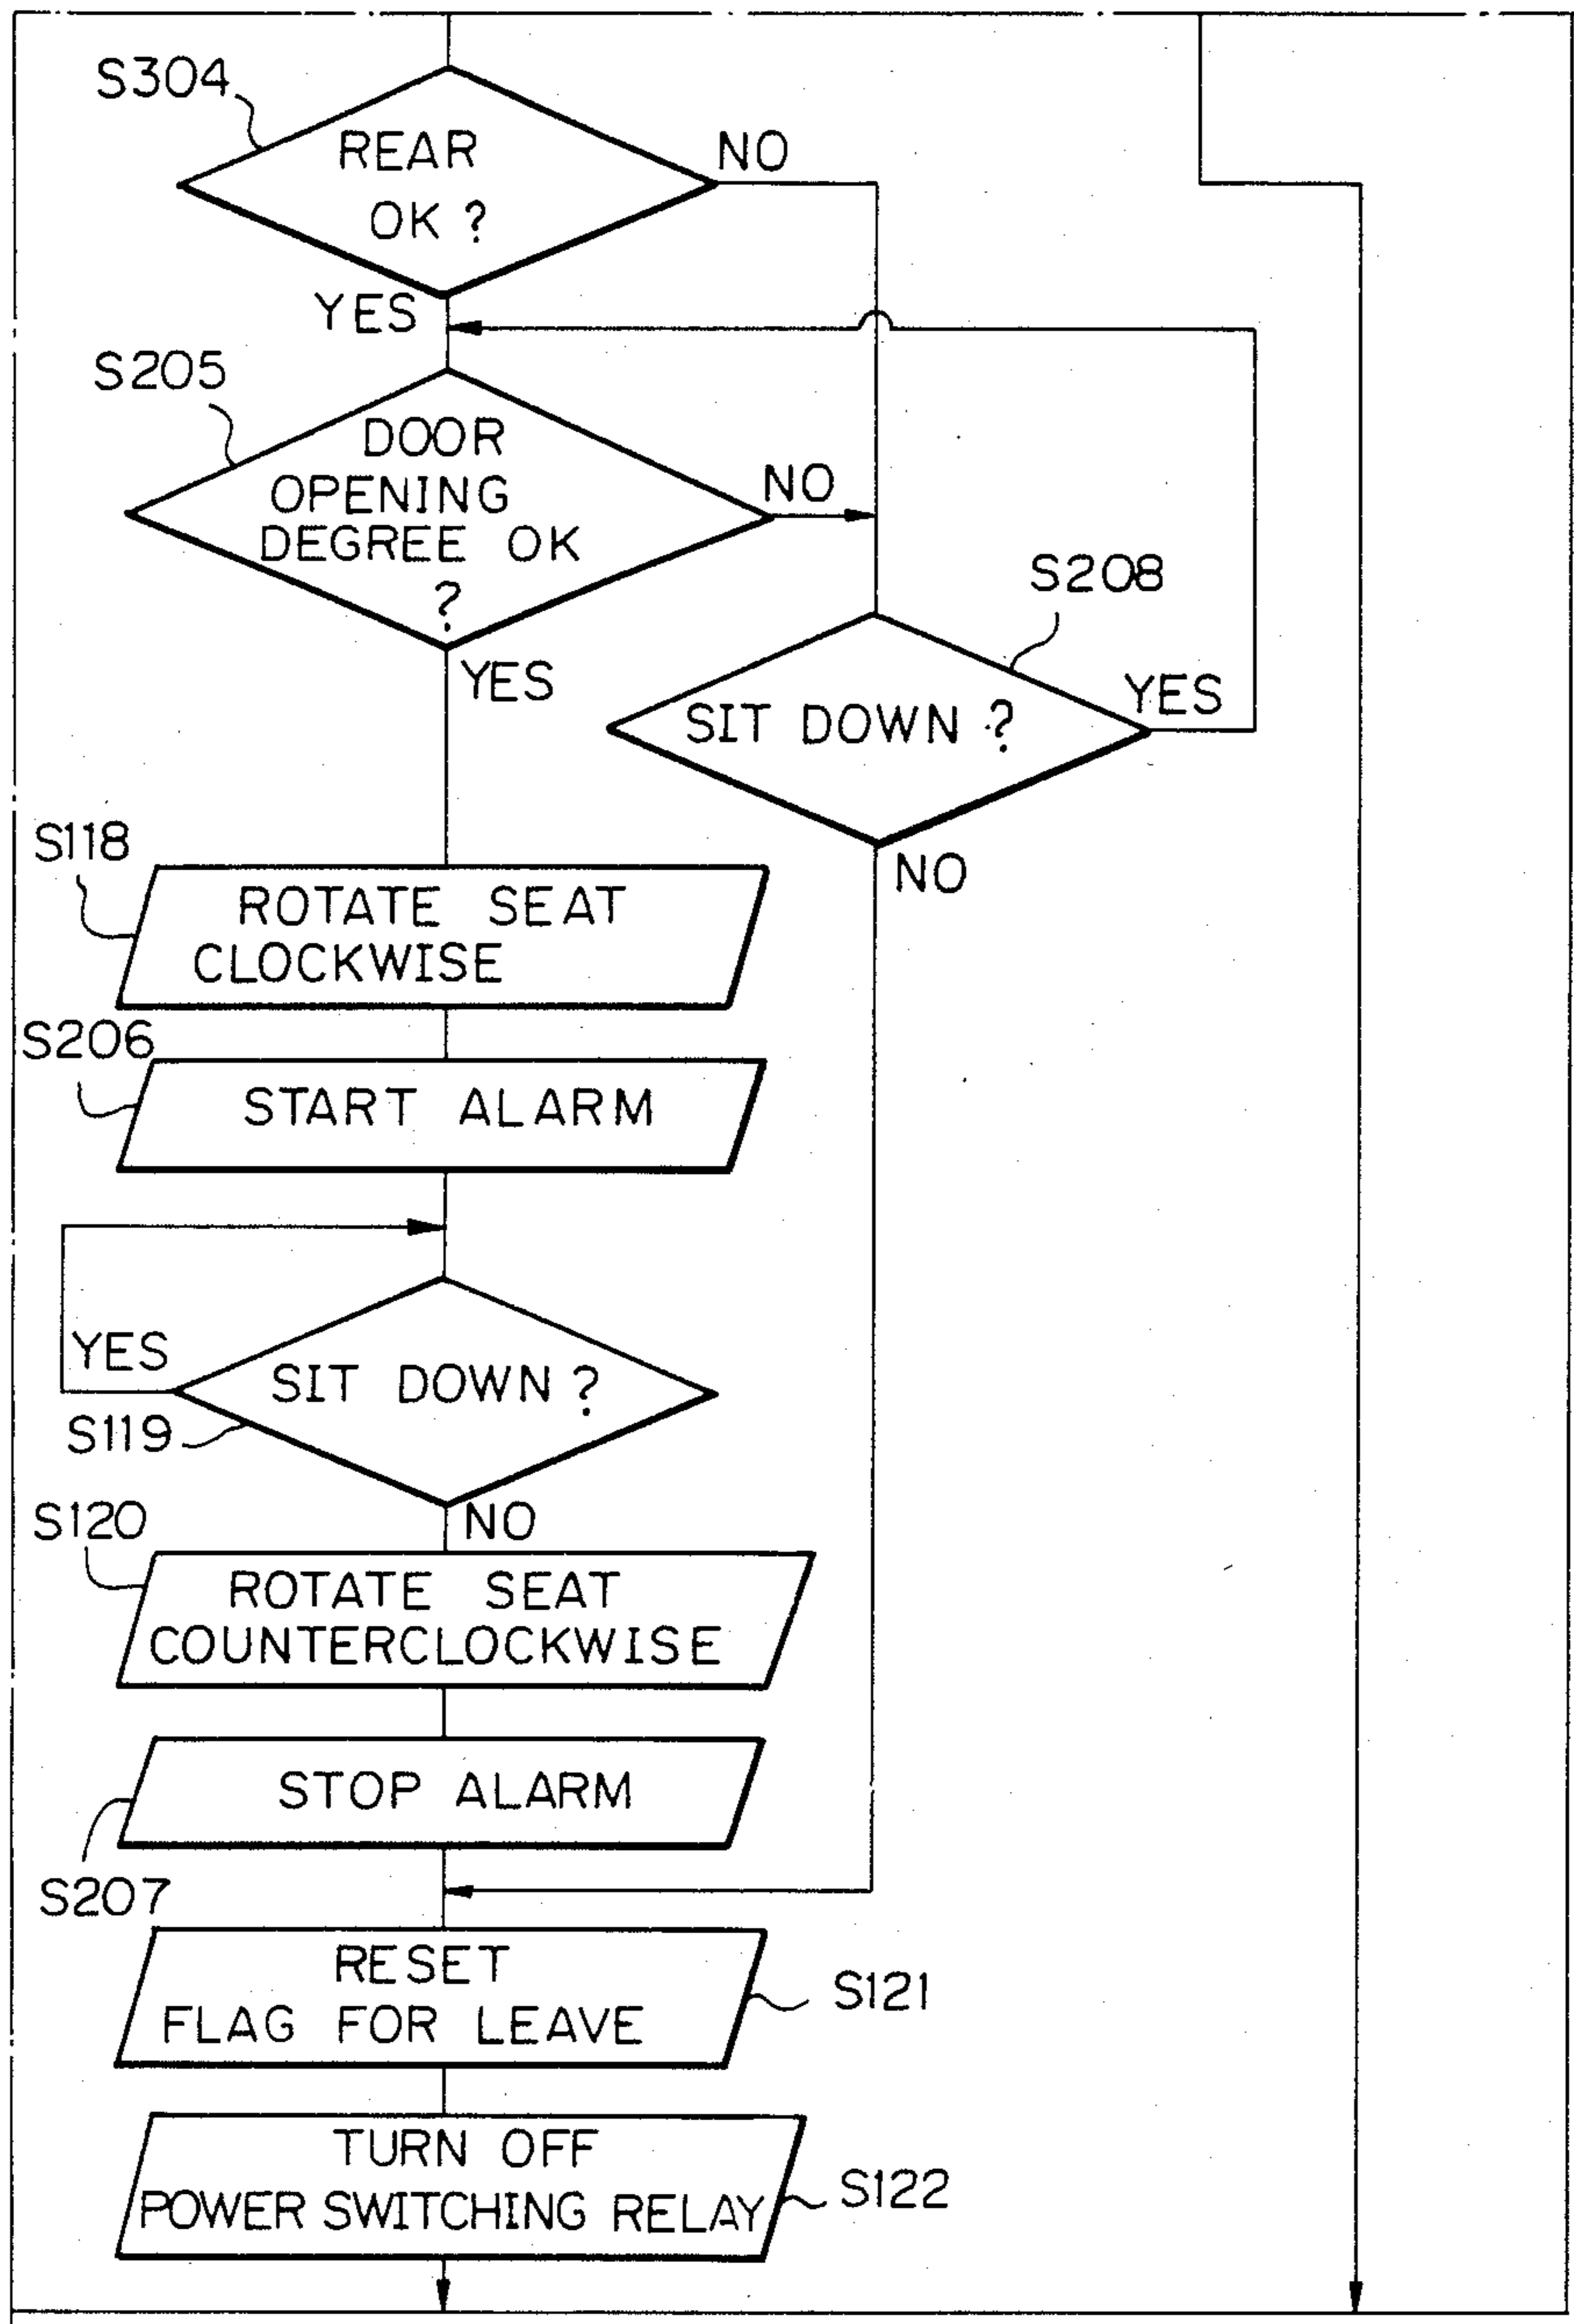 S304
REAR
OK ?
NO
YES
S205
DOOR
OPENING
DEGREE OK
?
NO
YES
S208
SIT DOWN ?
YES
NO
S118
ROTATE SEAT
CLOCKWISE
S206
START ALARM
YES
SIT DOWN ?
S119
NO
S120
ROTATE SEAT
COUNTERCLOCKWISE
STOP ALARM
S207
RESET
FLAG FOR LEAVE
S121
TURN OFF
POWER SWITCHING RELAY
S122